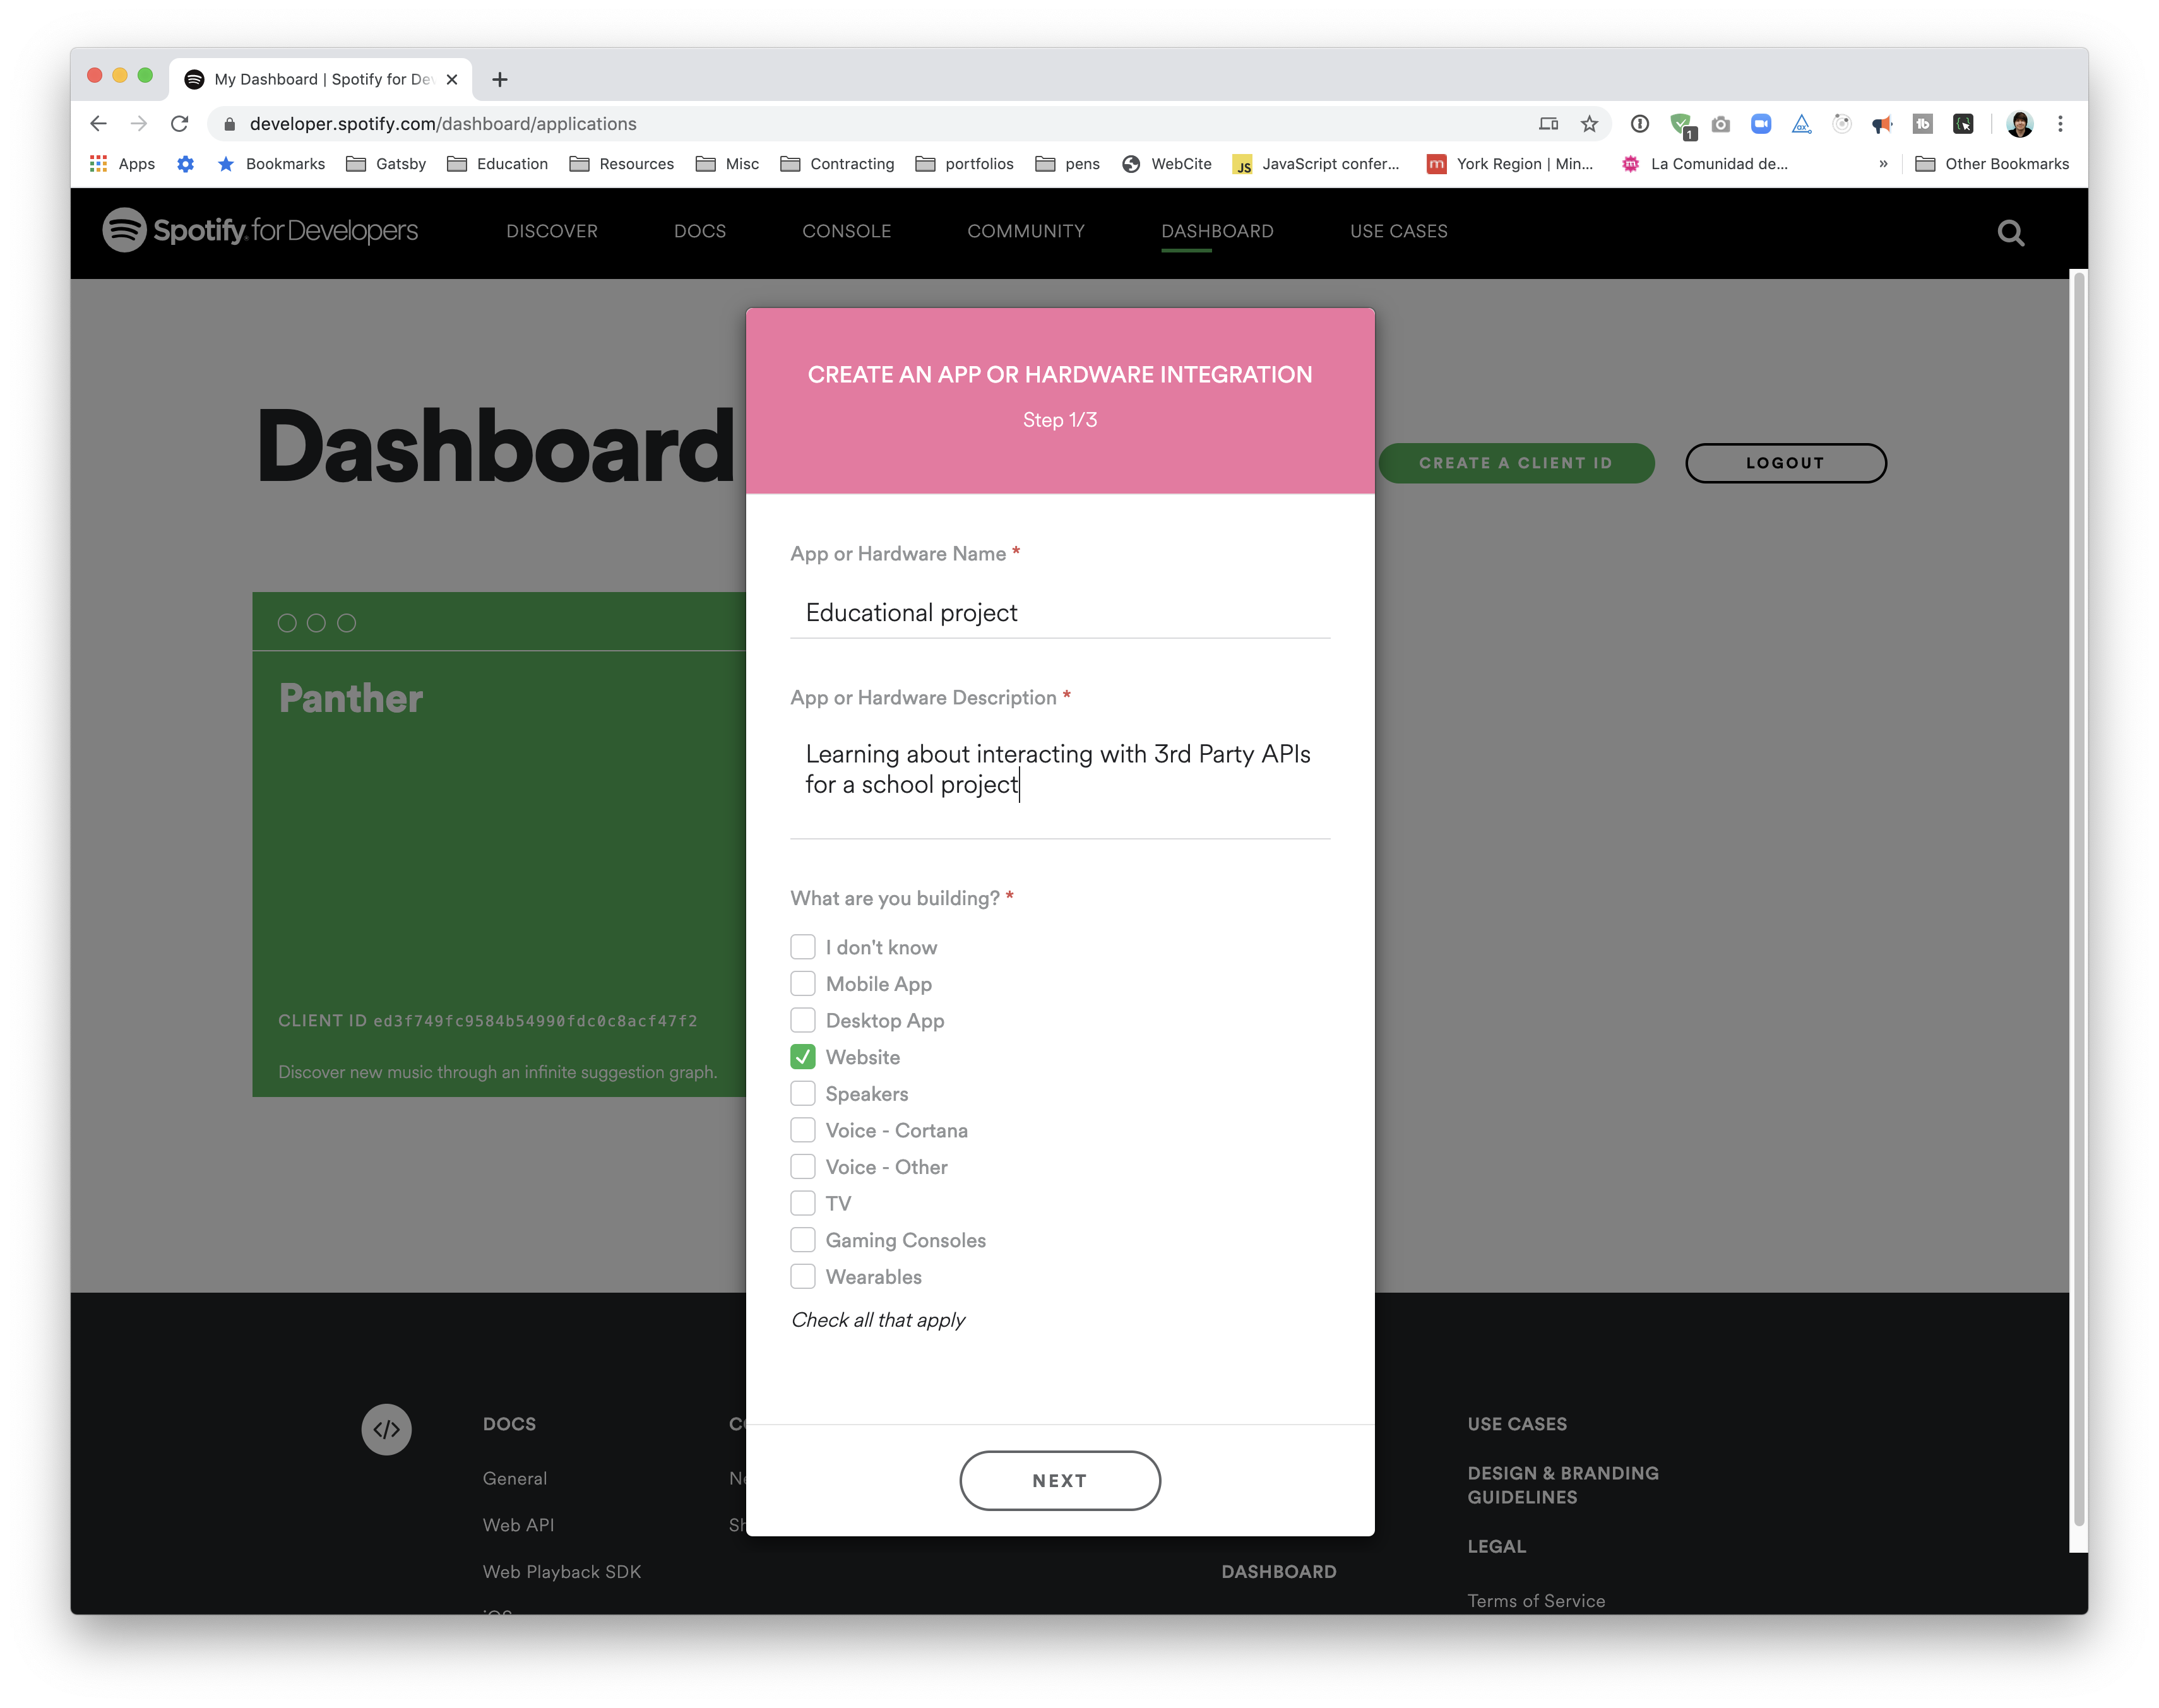 My Dashboard | Spotify for De
developer.spotify.com/dashboard/applications
1
Apps Bookmarks Gatsby Education Resources Misc Contracting portfolios pens WebCite JS JavaScript confer... m York Region | Min... m La Comunidad de... » Other Bookmarks
Spotify for Developers DISCOVER DOCS CONSOLE COMMUNITY DASHBOARD USE CASES
CREATE AN APP OR HARDWARE INTEGRATION
Step 1/3
Dashboard
CREATE A CLIENT ID LOGOUT
App or Hardware Name *
Educational project
App or Hardware Description *
Learning about interacting with 3rd Party APIs
for a school project
What are you building? *
I don't know
Mobile App
Desktop App
Website
Speakers
Voice - Cortana
Voice - Other
TV
Gaming Consoles
Wearables
Check all that apply
NEXT
Panther
CLIENT ID ed3f749fc9584b54990fdc0c8acf47f2
Discover new music through an infinite suggestion graph.
</>
DOCS
General
Web API
Web Playback SDK
iOS
DASHBOARD
USE CASES
DESIGN & BRANDING
GUIDELINES
LEGAL
Terms of Service